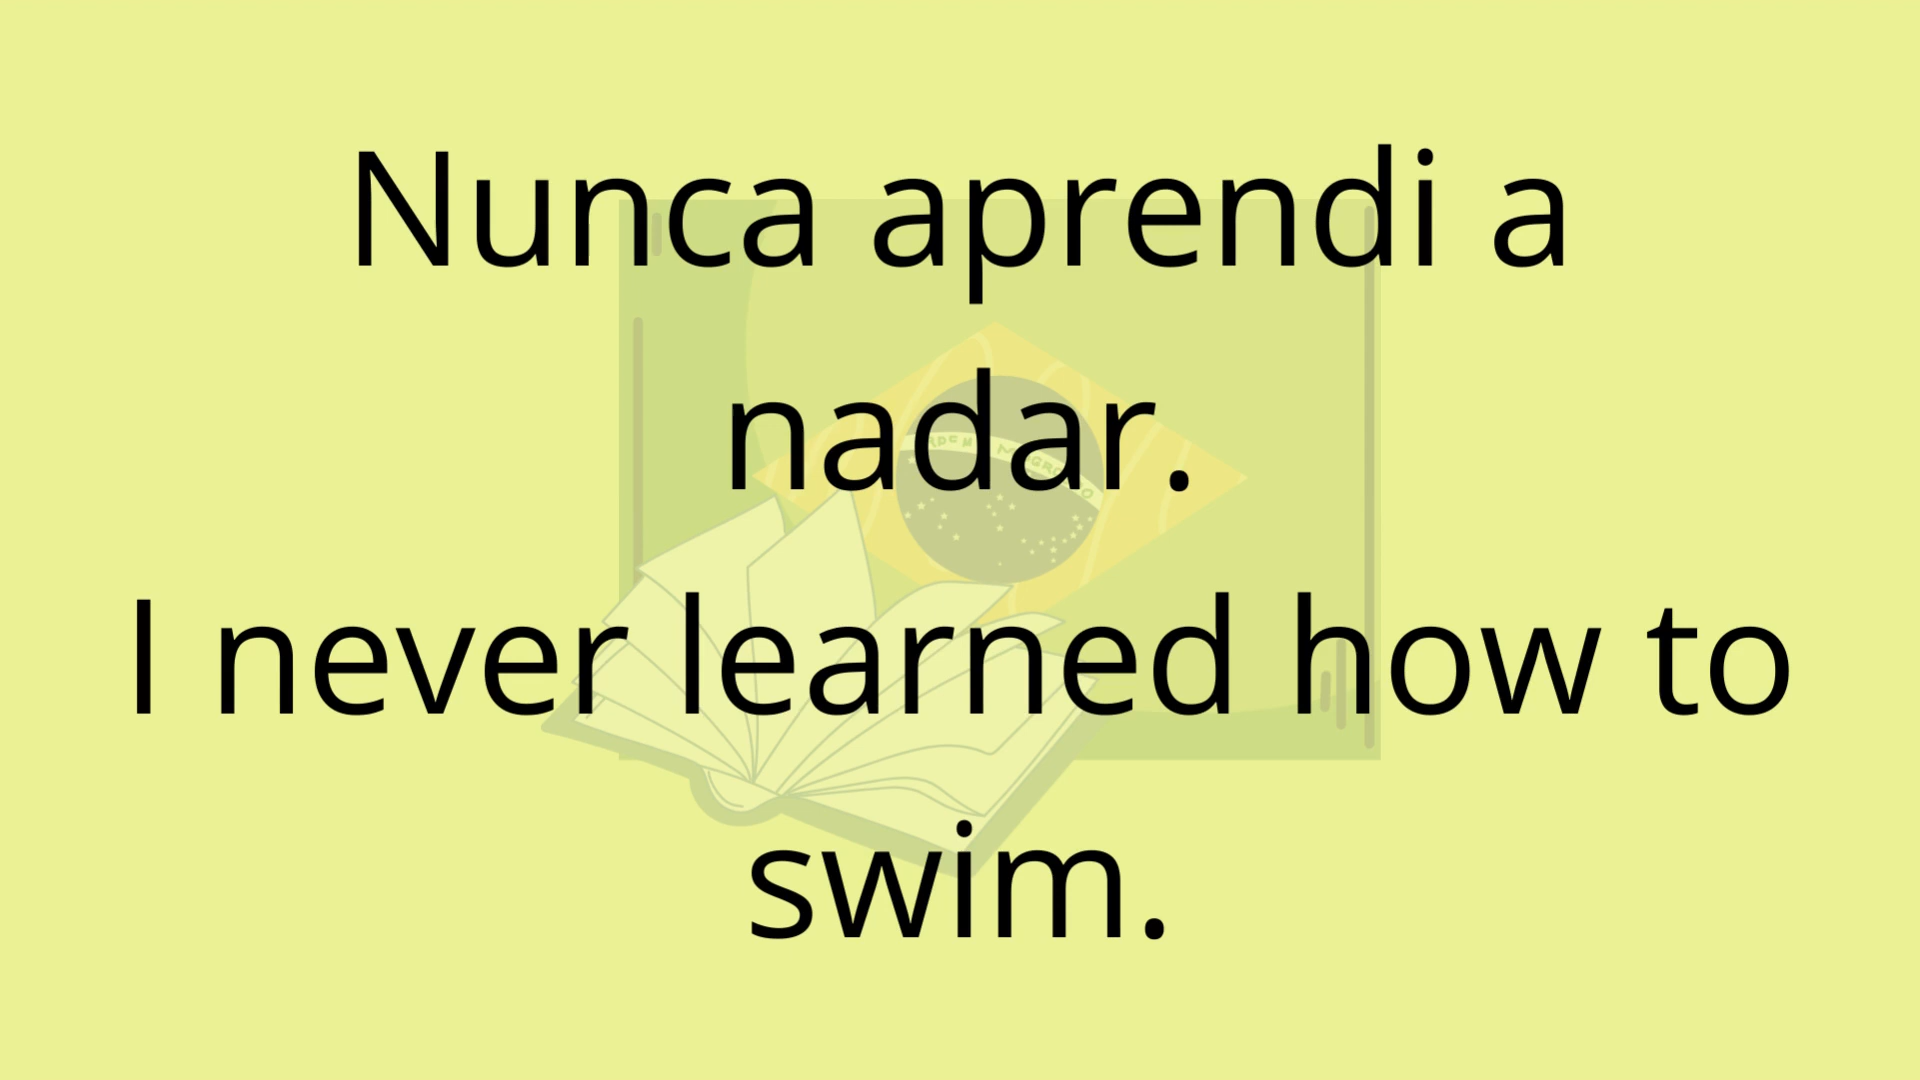 Nunca aprendi a
nadar.
I never learned how to
swim.